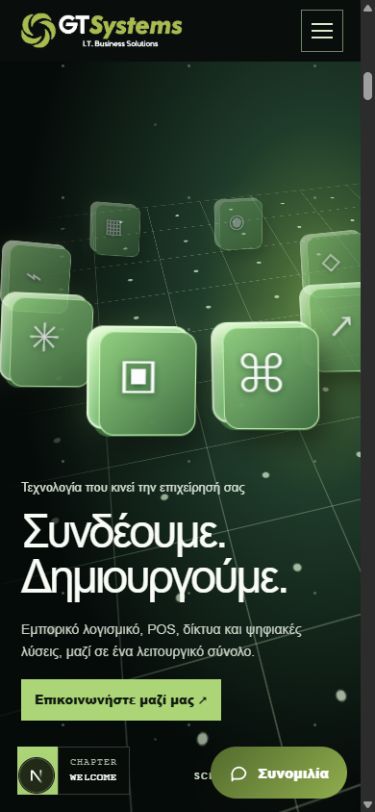 GTSystems
I.T. Business Solutions
Τεχνολογία που κινεί την επιχείρησή σας
Συνδέουμε.
Δημιουργούμε.
Εμπορικό λογισμικό, POS, δίκτυα και ψηφιακές
λύσεις, μαζί σε ένα λειτουργικό σύνολο.
Επικοινωνήστε μαζί μας ↗
N
CHAPTER
WELCOME
Συνομιλία